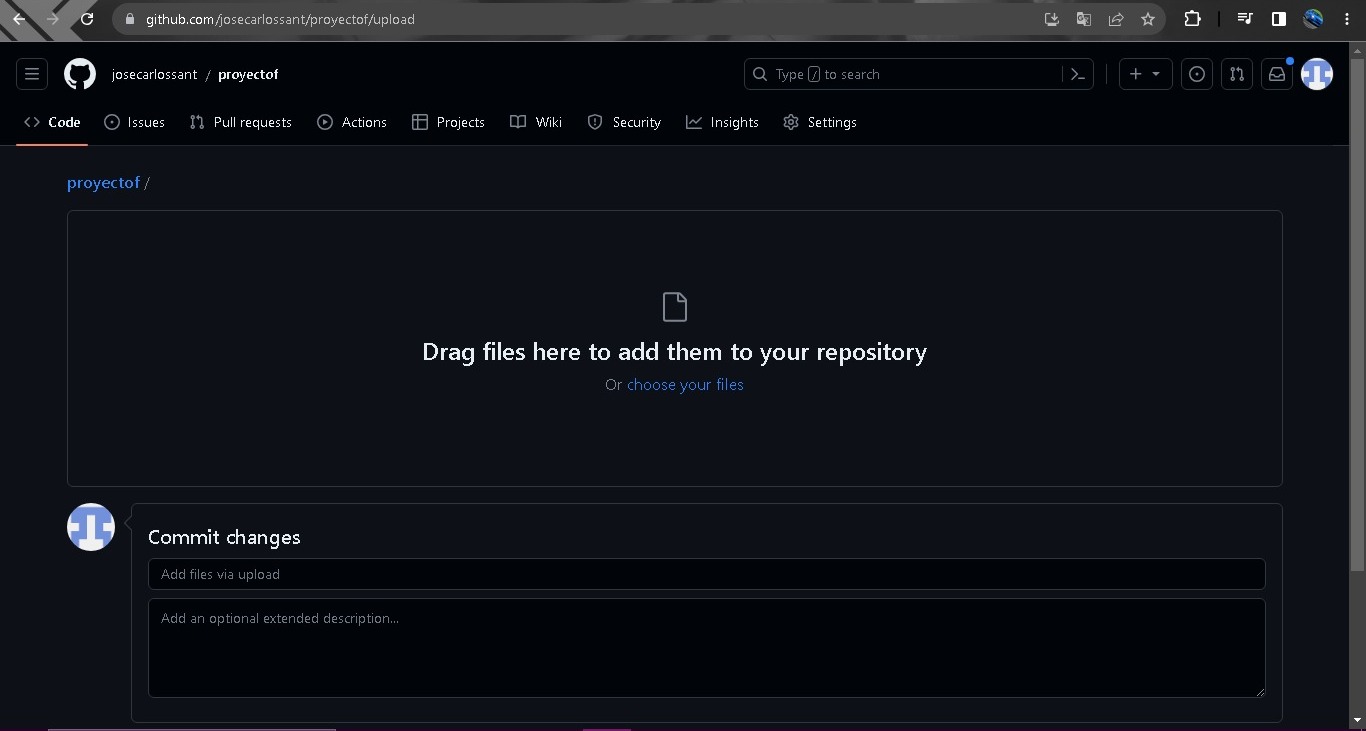 github.com/josecarlossant/proyectof/upload
josecarlossant / proyectof
Type / to search
Code Issues Pull requests Actions Projects Wiki Security Insights Settings
proyectof /
Drag files here to add them to your repository
Or choose your files
Commit changes
Add files via upload
Add an optional extended description...